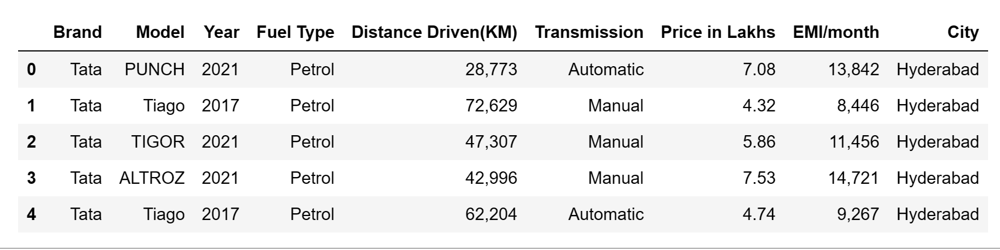 Brand Model Year Fuel Type Distance Driven(KM) Transmission Price in Lakhs EMI/month City
0 Tata PUNCH 2021 Petrol 28,773 Automatic 7.08 13,842 Hyderabad
1 Tata Tiago 2017 Petrol 72,629 Manual 4.32 8,446 Hyderabad
2 Tata TIGOR 2021 Petrol 47,307 Manual 5.86 11,456 Hyderabad
3 Tata ALTROZ 2021 Petrol 42,996 Manual 7.53 14,721 Hyderabad
4 Tata Tiago 2017 Petrol 62,204 Automatic 4.74 9,267 Hyderabad